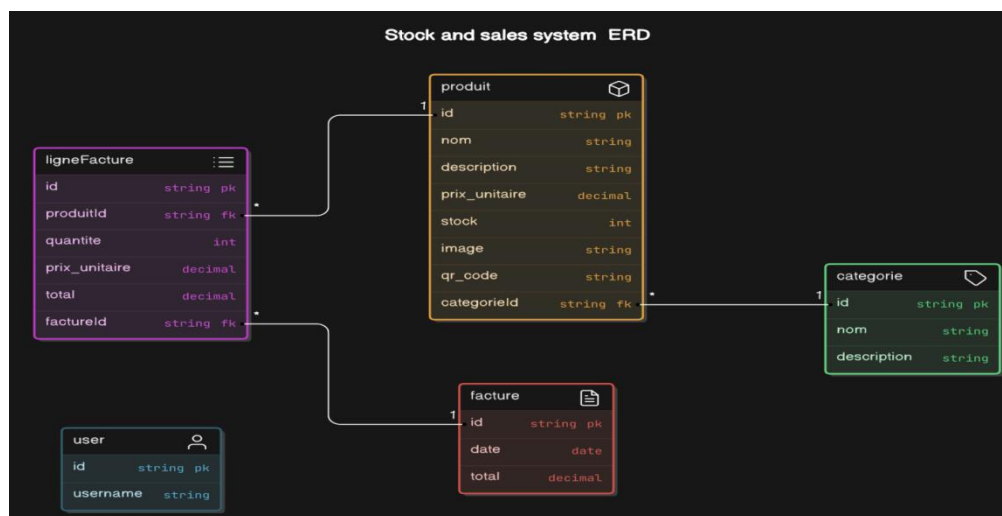 Stock and sales system ERD
produit
1
id string pk
nom string
description string
prix_unitaire decimal
stock int
image string
qr_code string
categorieId string fk
*
ligneFacture
id string pk
produitId string fk
*
quantite int
prix_unitaire decimal
total decimal
factureId string fk
*
categorie
1
id string pk
nom string
description string
facture
1
id string pk
date date
total decimal
user
id string pk
username string